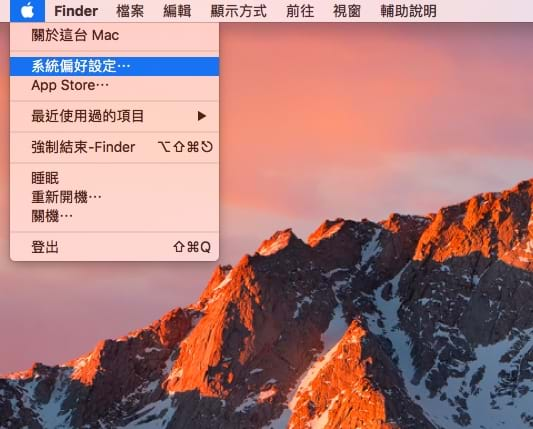 Finder 檔案 編輯 顯示方式 前往 視窗 輔助說明
關於這台 Mac
系統偏好設定⋯
App Store⋯
最近使用過的項目 ▶
強制結束-Finder ⌥⇧⌘⎋
睡眠
重新開機⋯
關機⋯
登出 ⇧⌘Q